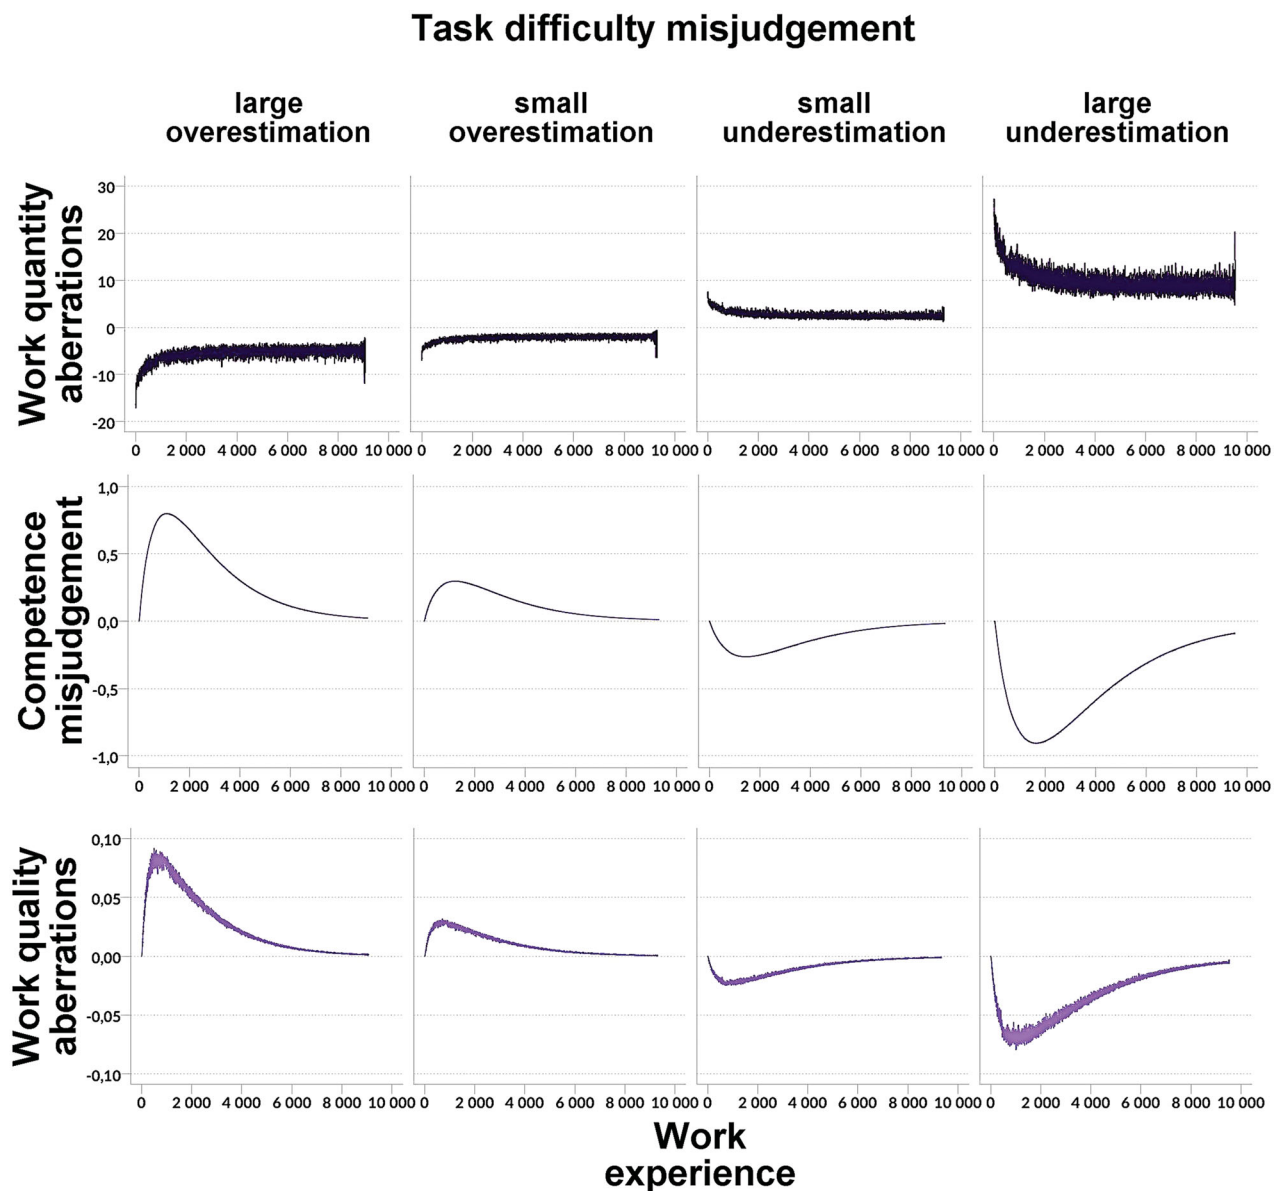 Task difficulty misjudgement
large
overestimation
small
overestimation
small
underestimation
large
underestimation
Work quantity
aberrations
30
20
10
0
-10
-20
0 2 000 4 000 6 000 8 000 10 000
0 2 000 4 000 6 000 8 000 10 000
0 2 000 4 000 6 000 8 000 10 000
0 2 000 4 000 6 000 8 000 10 000
Competence
misjudgement
1,0
0,5
0,0
-0,5
-1,0
0 2 000 4 000 6 000 8 000 10 000
0 2 000 4 000 6 000 8 000 10 000
0 2 000 4 000 6 000 8 000 10 000
0 2 000 4 000 6 000 8 000 10 000
Work quality
aberrations
0,10
0,05
0,00
-0,05
-0,10
0 2 000 4 000 6 000 8 000 10 000
0 2 000 4 000 6 000 8 000 10 000
0 2 000 4 000 6 000 8 000 10 000
0 2 000 4 000 6 000 8 000 10 000
Work
experience